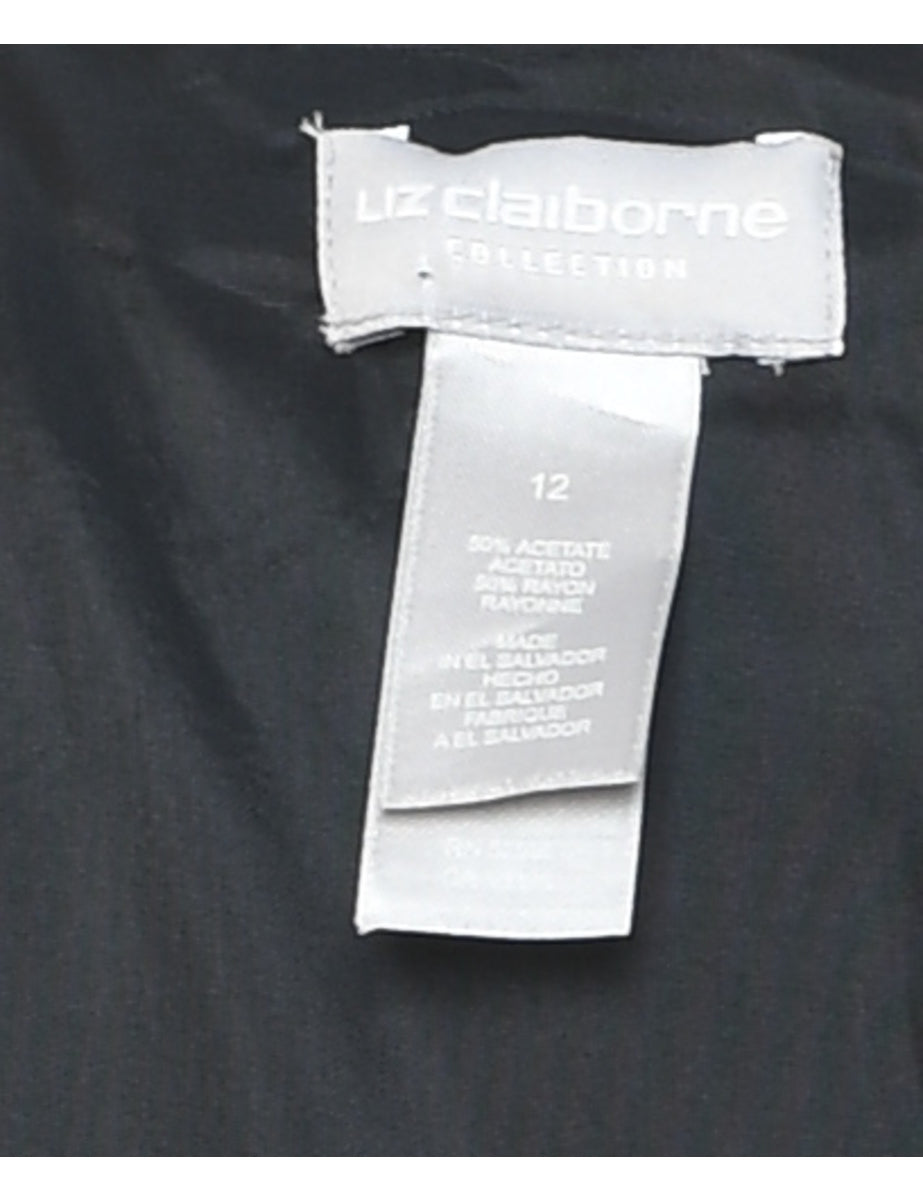 LIZ claiborne
COLLECTION
12
50% ACETATE
ACETATO
50% RAYON
RAYONNE
MADE
IN EL SALVADOR
HECHO
EN EL SALVADOR
FABRIQUE
A EL SALVADOR
RN